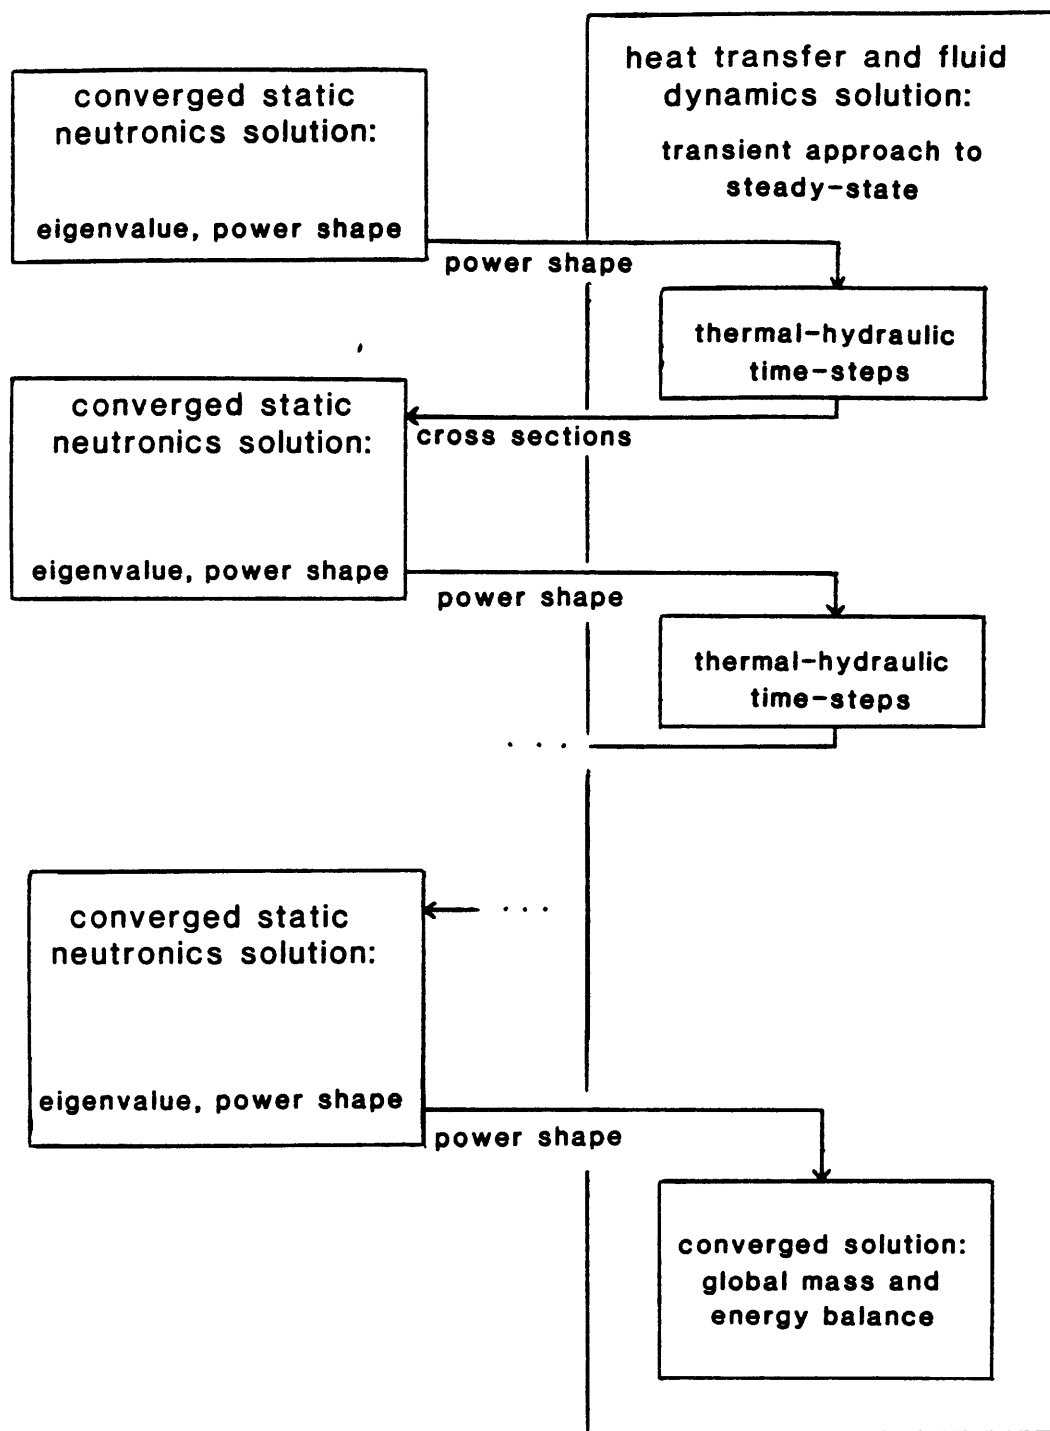 heat transfer and fluid
dynamics solution:
transient approach to
steady-state
converged static
neutronics solution:
eigenvalue, power shape
power shape
thermal-hydraulic
time-steps
cross sections
converged static
neutronics solution:
eigenvalue, power shape
power shape
thermal-hydraulic
time-steps
. . .
. . .
converged static
neutronics solution:
eigenvalue, power shape
power shape
converged solution:
global mass and
energy balance